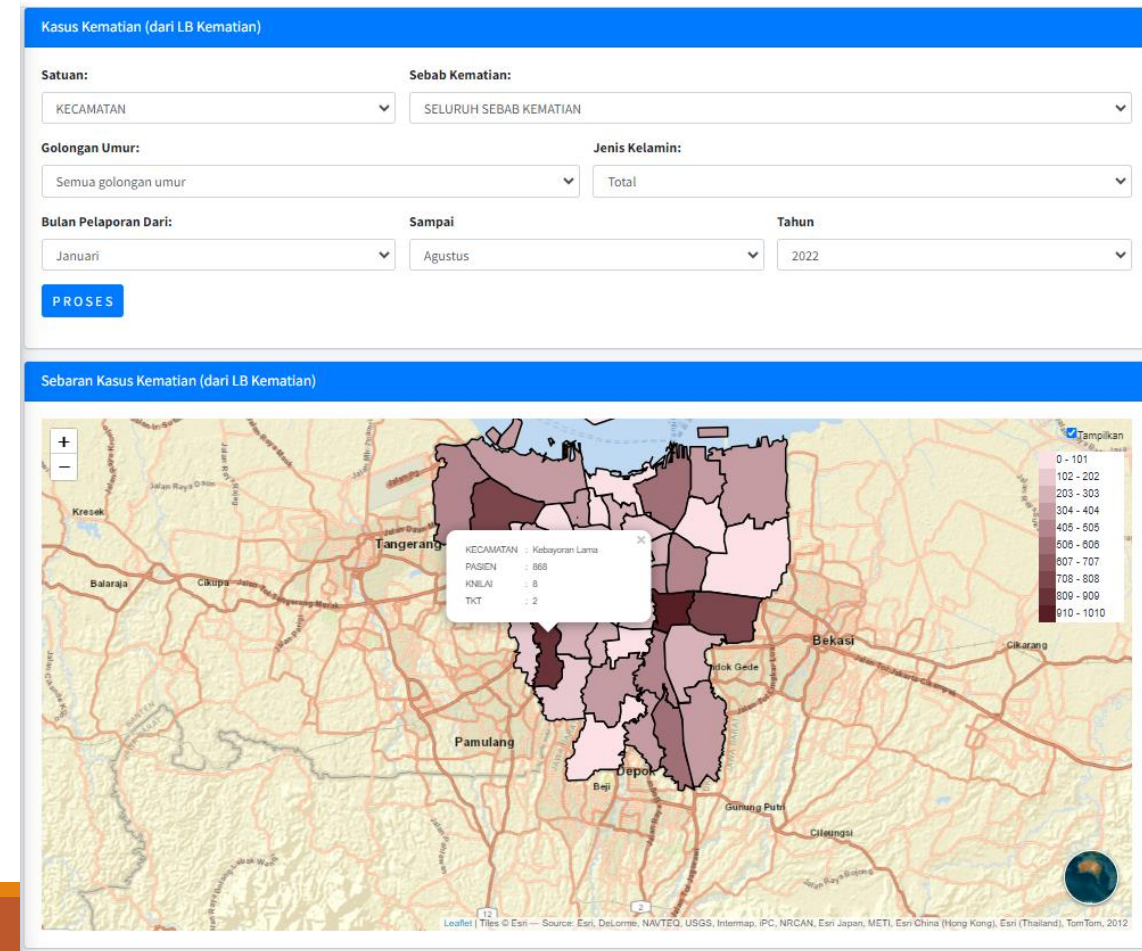 Kasus Kematian (dari LB Kematian)
Satuan:
Sebab Kematian:
KECAMATAN
SELURUH SEBAB KEMATIAN
Golongan Umur:
Jenis Kelamin:
Semua golongan umur
Total
Bulan Pelaporan Dari:
Sampai
Tahun
Januari
Agustus
2022
PROSES
Sebaran Kasus Kematian (dari LB Kematian)
+
−
Tampilkan
0 - 101
102 - 202
203 - 303
304 - 404
405 - 505
506 - 606
607 - 707
708 - 808
809 - 909
910 - 1010
Kresek
Tangerang
KECAMATAN : Kebayoran Lama
PASIEN : 868
KNILAI : 8
TKT : 2
×
Balaraja
Cikupa
Bekasi
Cikarang
Pamulang
Depok
Beji
Gunung Putri
Cileungsi
12
2
Leaflet | Tiles © Esri — Source: Esri, DeLorme, NAVTEQ, USGS, Intermap, iPC, NRCAN, Esri Japan, METI, Esri China (Hong Kong), Esri (Thailand), TomTom, 2012